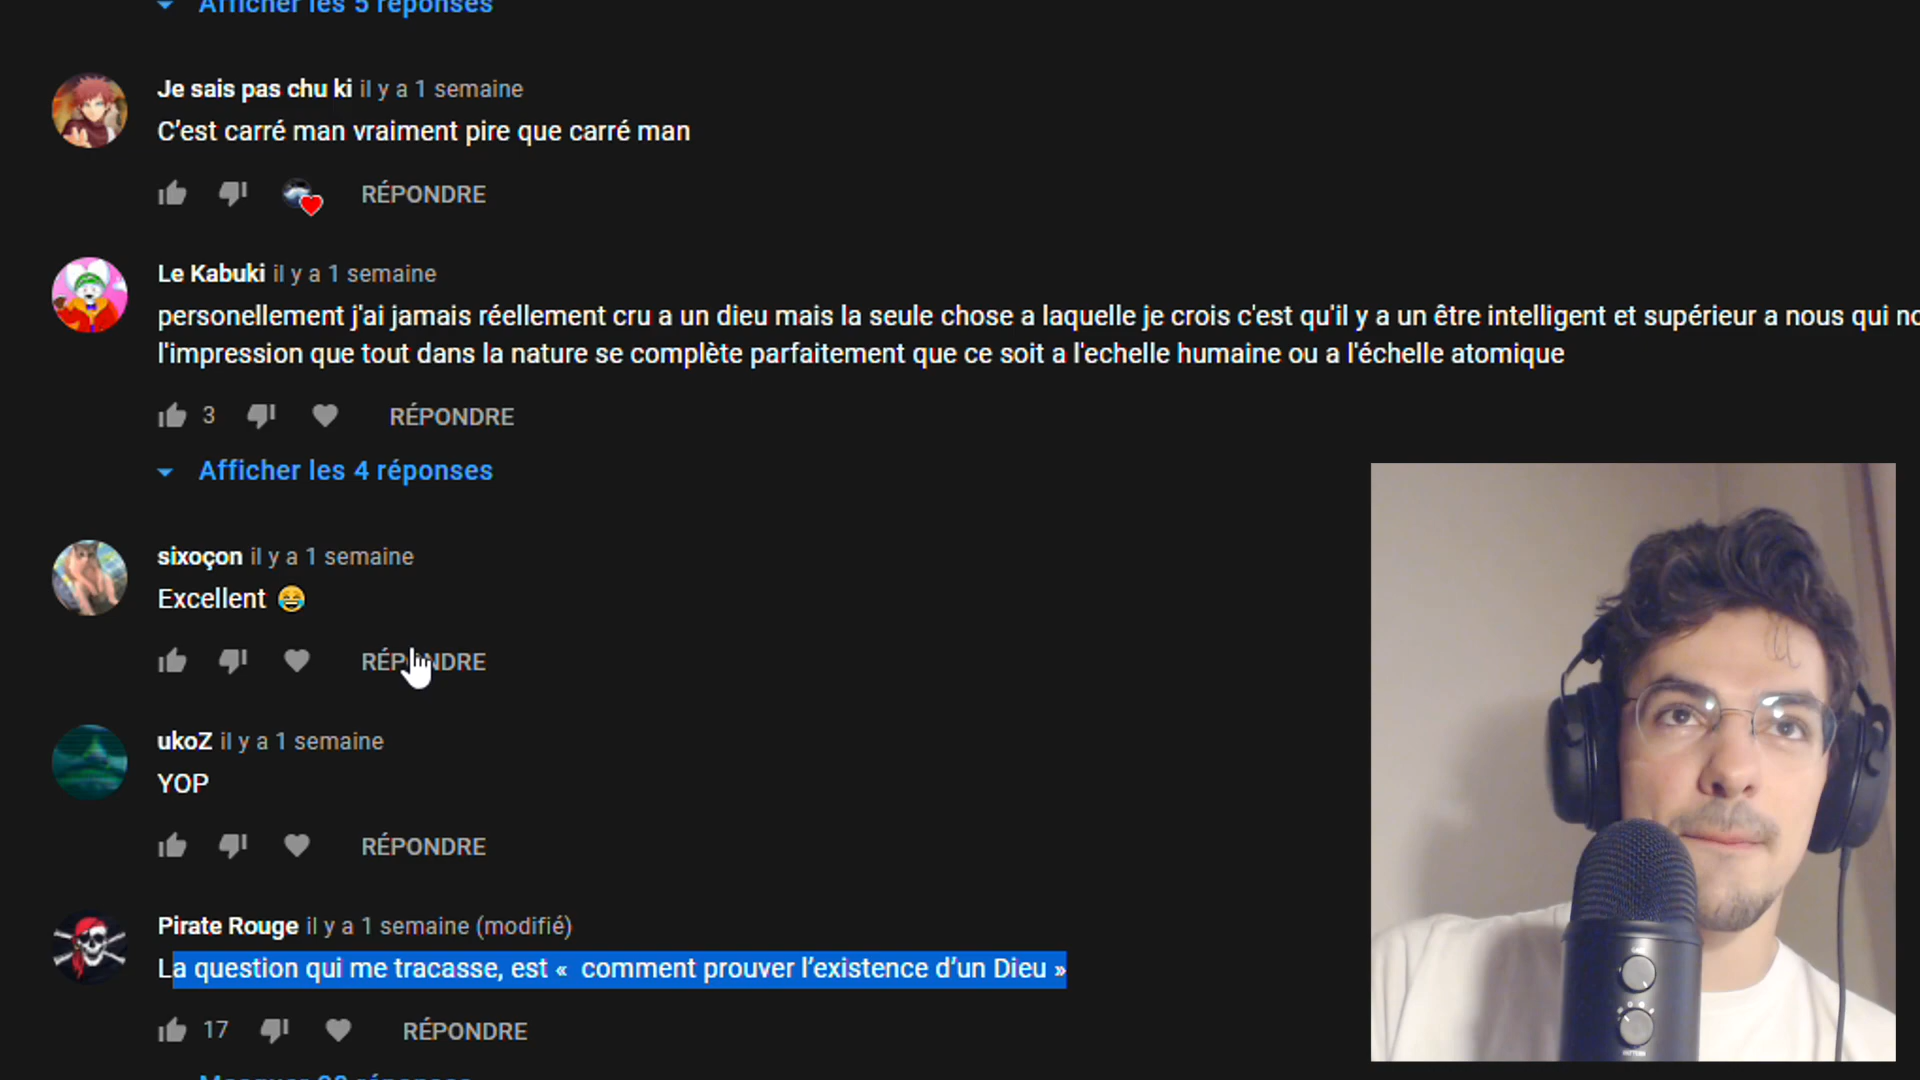 Afficher les 5 réponses
Je sais pas chu ki il y a 1 semaine
C’est carré man vraiment pire que carré man
RÉPONDRE
Le Kabuki il y a 1 semaine
personellement j'ai jamais réellement cru a un dieu mais la seule chose a laquelle je crois c'est qu'il y a un être intelligent et supérieur a nous qui
l'impression que tout dans la nature se complète parfaitement que ce soit a l'echelle humaine ou a l'échelle atomique
3 RÉPONDRE
Afficher les 4 réponses
sixoçon il y a 1 semaine
Excellent 😂
RÉPONDRE
ukoZ il y a 1 semaine
YOP
RÉPONDRE
Pirate Rouge il y a 1 semaine (modifié)
La question qui me tracasse, est «  comment prouver l’existence d’un Dieu »
17 RÉPONDRE